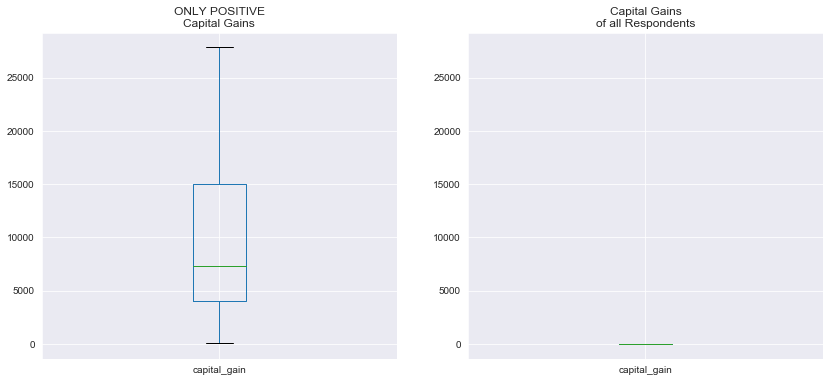 ONLY POSITIVE
Capital Gains
25000
20000
15000
10000
5000
0
capital_gain
Capital Gains
of all Respondents
25000
20000
15000
10000
5000
0
capital_gain